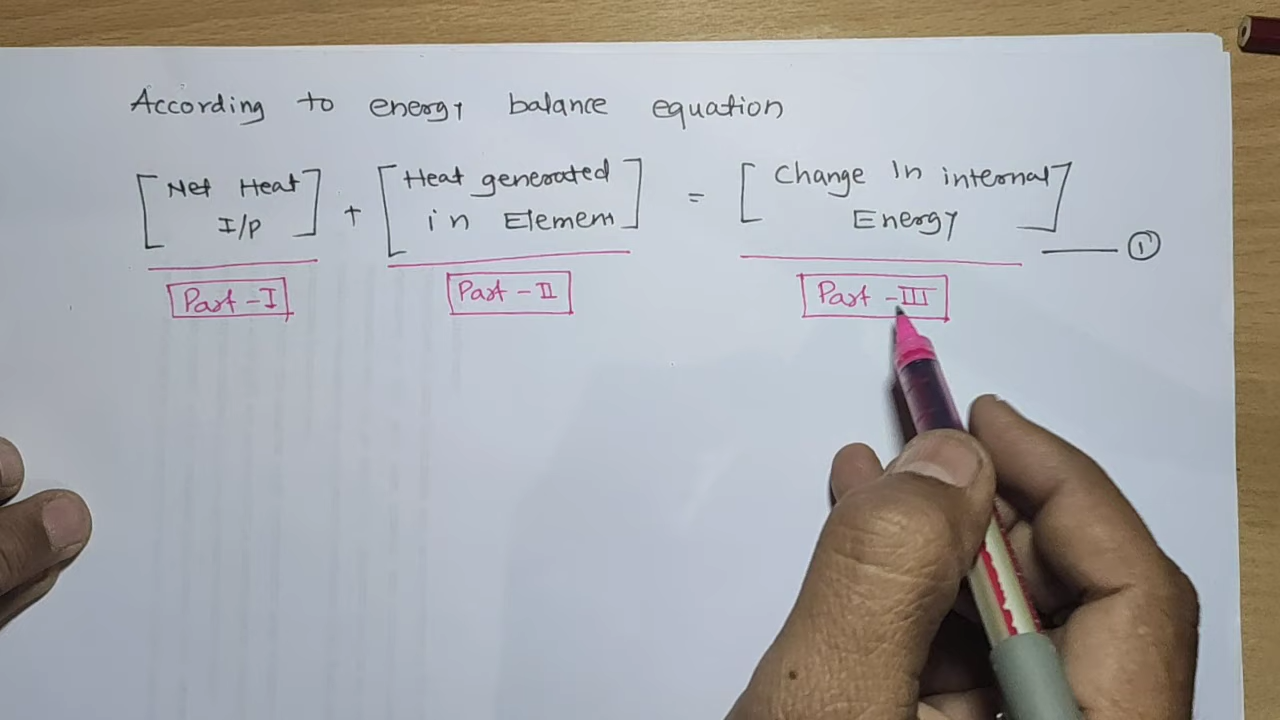 According to energy balance equation
[Net Heat I/P] + [Heat generated in Elemem] = [Change In internal Energy] —— ①
Part - I Part - II Part - III